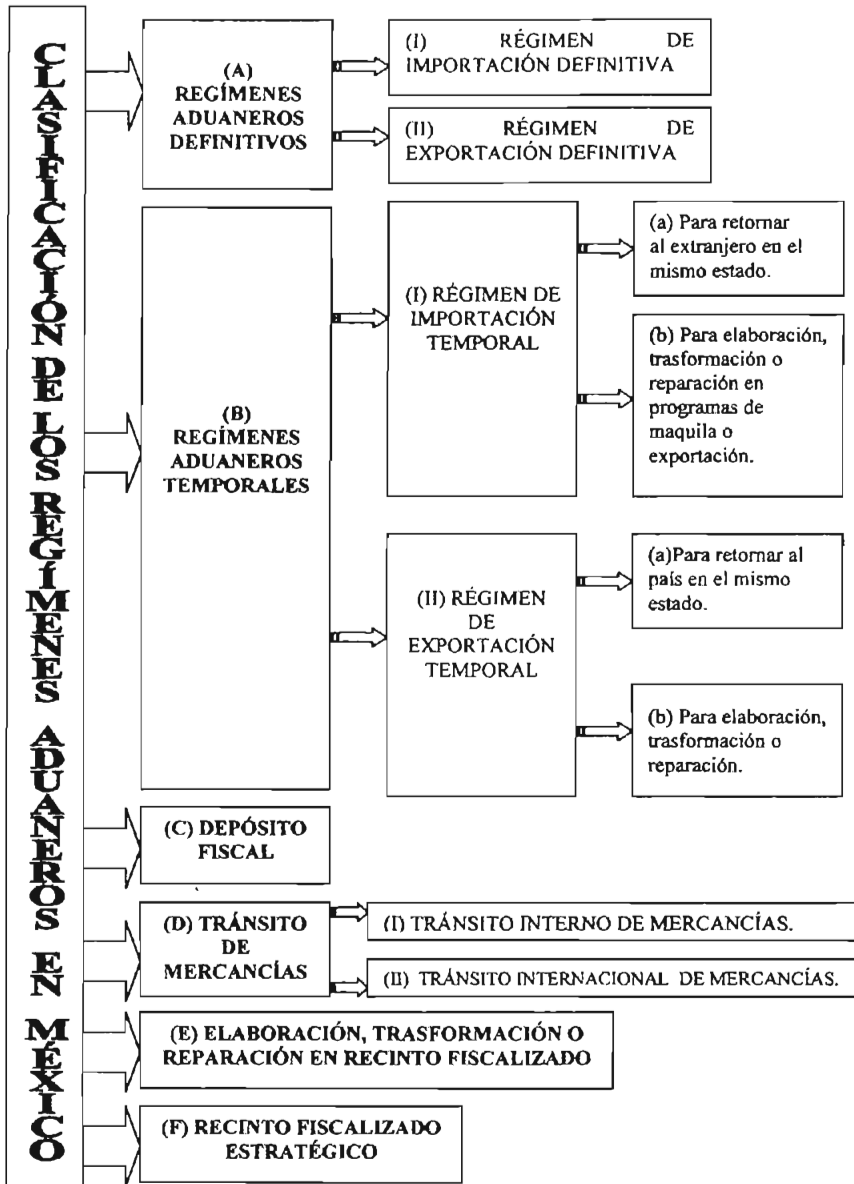 CLASIFICACIÓN DE LOS REGÍMENES ADUANEROS EN MÉXICO
(A)
REGÍMENES
ADUANEROS
DEFINITIVOS
(I) RÉGIMEN DE
IMPORTACIÓN DEFINITIVA
(II) RÉGIMEN DE
EXPORTACIÓN DEFINITIVA
(B)
REGÍMENES
ADUANEROS
TEMPORALES
(I) RÉGIMEN DE
IMPORTACIÓN
TEMPORAL
(a) Para retornar
al extranjero en el
mismo estado.
(b) Para elaboración,
trasformación o
reparación en
programas de
maquila o
exportación.
(II) RÉGIMEN
DE
EXPORTACIÓN
TEMPORAL
(a)Para retornar al
país en el mismo
estado.
(b) Para elaboración,
trasformación o
reparación.
(C) DEPÓSITO
FISCAL
(D) TRÁNSITO
DE
MERCANCÍAS
(I) TRÁNSITO INTERNO DE MERCANCÍAS.
(II) TRÁNSITO INTERNACIONAL DE MERCANCÍAS.
(E) ELABORACIÓN, TRASFORMACIÓN O
REPARACIÓN EN RECINTO FISCALIZADO
(F) RECINTO FISCALIZADO
ESTRATÉGICO